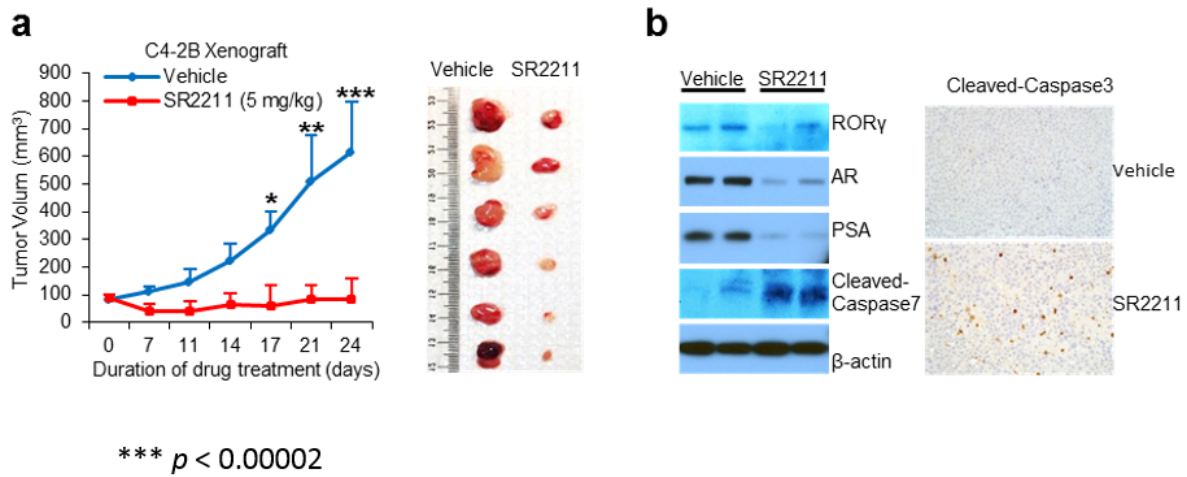 a
C4-2B Xenograft
Vehicle
SR2211 (5 mg/kg)
Tumor Volum (mm³)
900
800
700
600
500
400
300
200
100
0
*
**
***
0 7 11 14 17 21 24
Duration of drug treatment (days)
*** p < 0.00002
Vehicle SR2211
b
Vehicle SR2211
RORγ
AR
PSA
Cleaved-
Caspase7
β-actin
Cleaved-Caspase3
Vehicle
SR2211